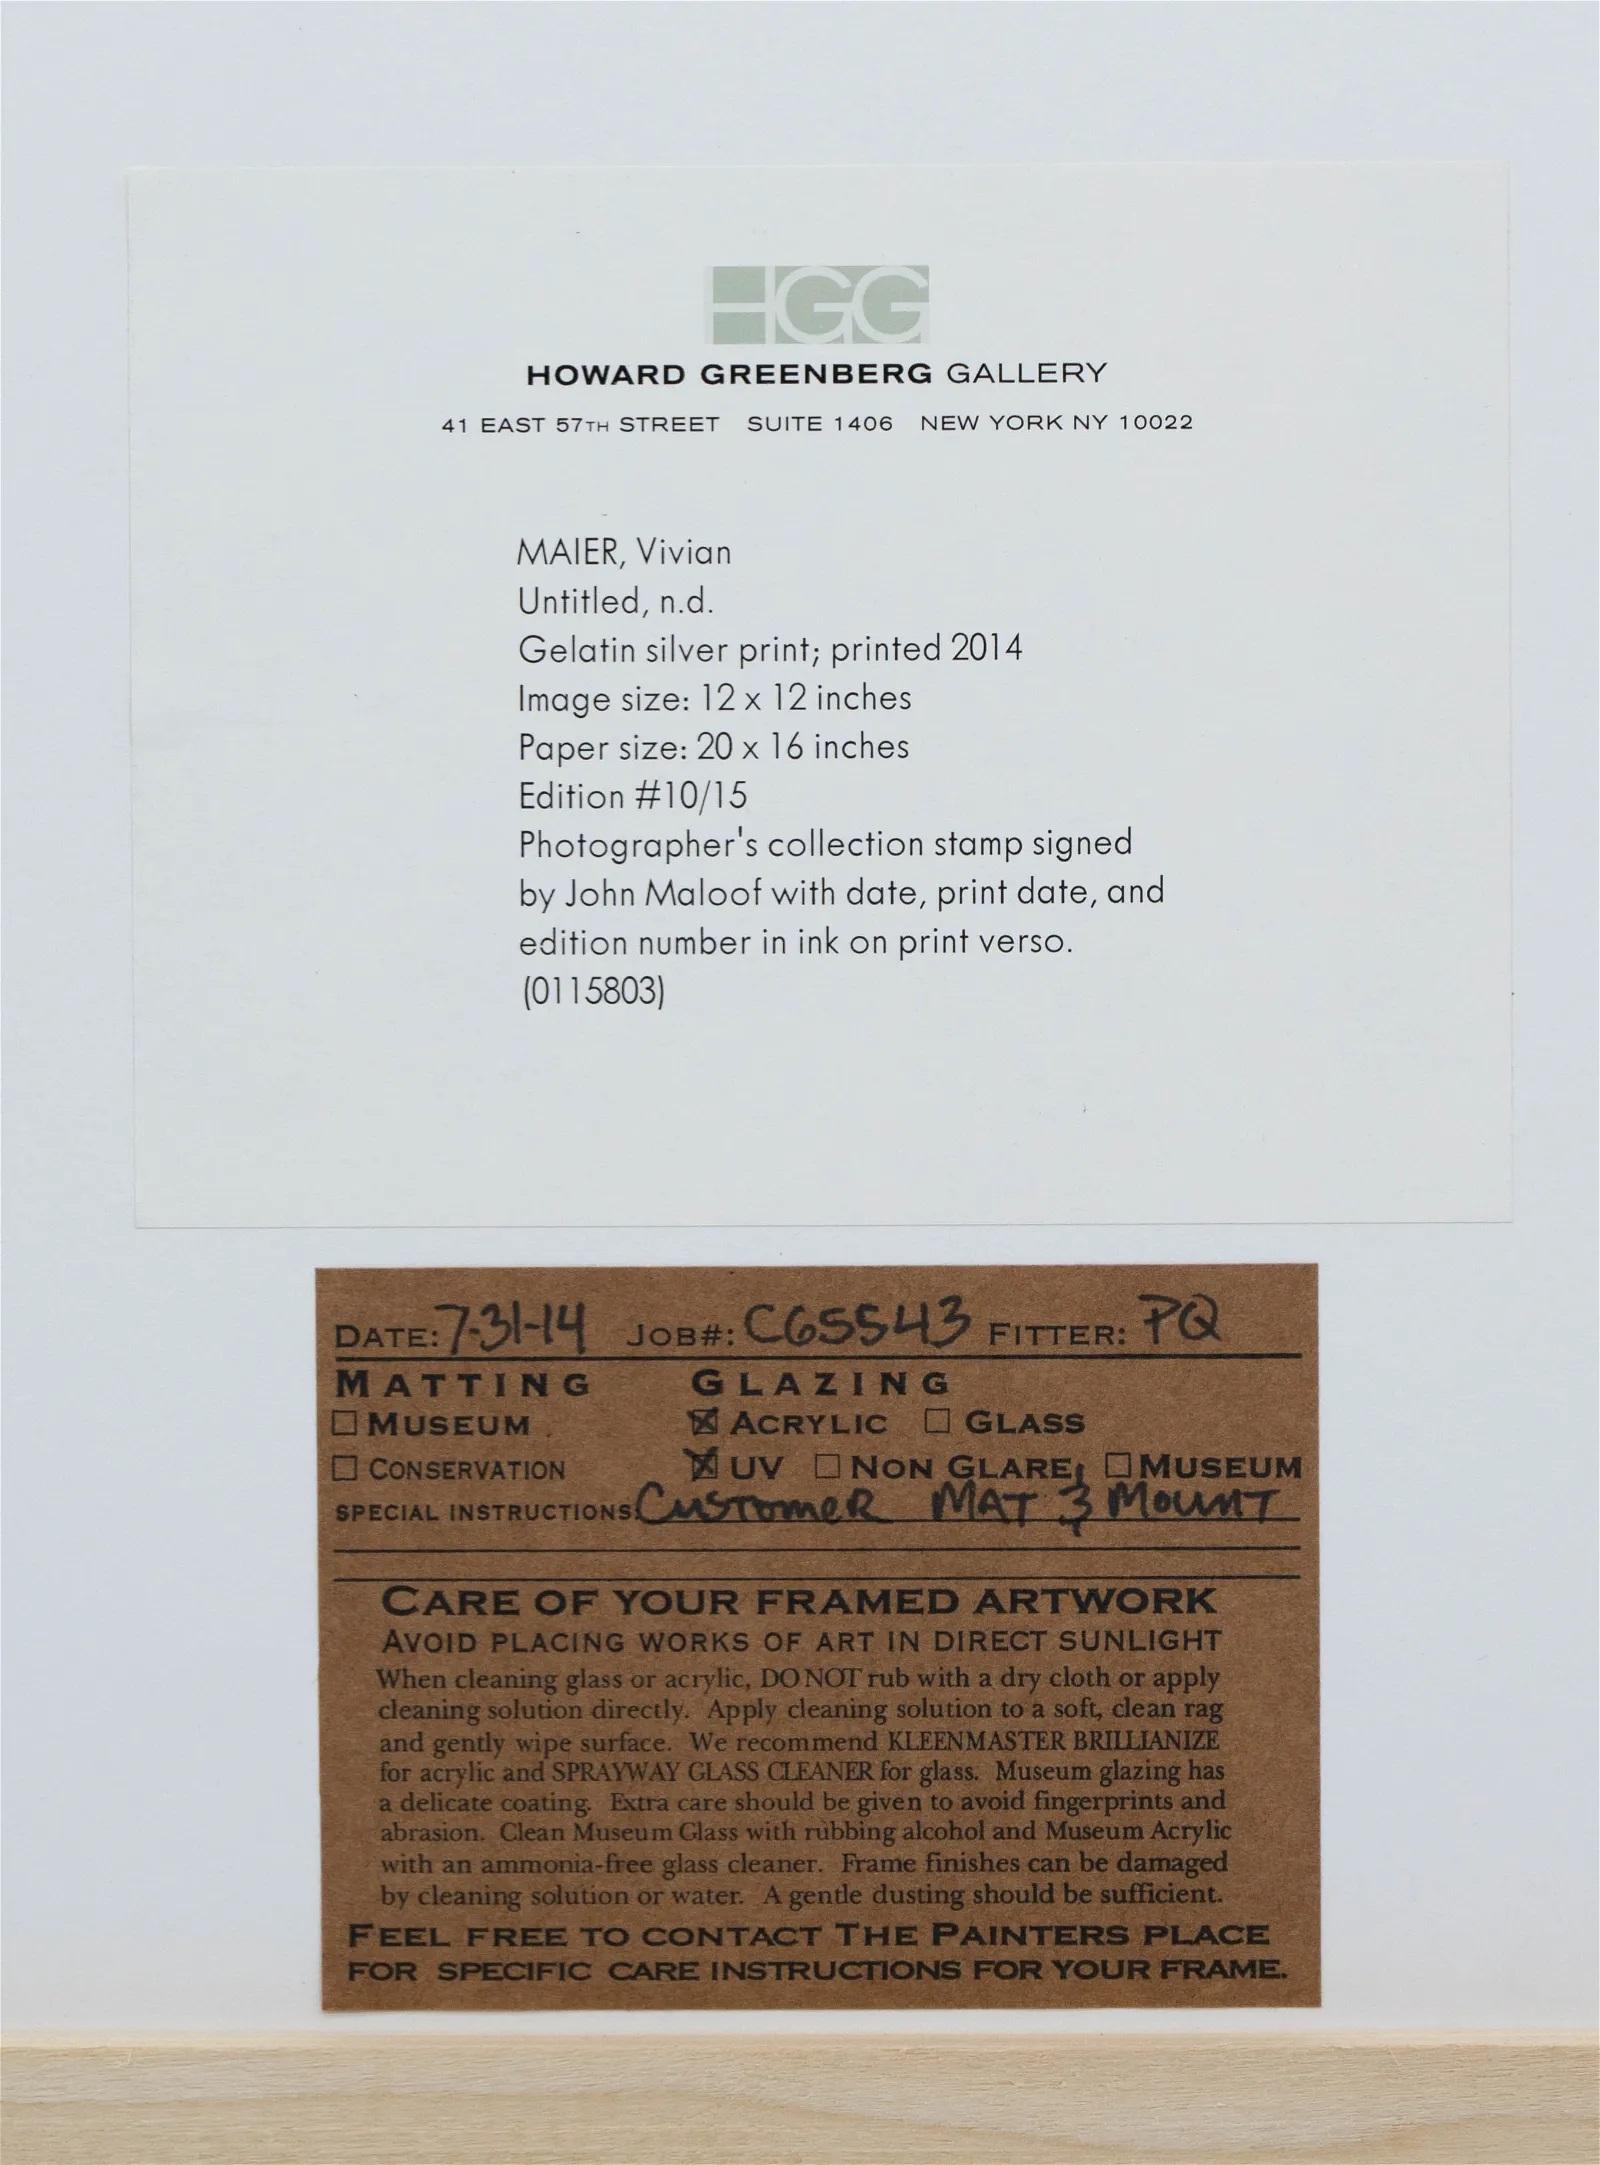 HGG
HOWARD GREENBERG GALLERY
41 EAST 57TH STREET SUITE 1406 NEW YORK NY 10022
MAIER, Vivian
Untitled, n.d.
Gelatin silver print; printed 2014
Image size: 12 x 12 inches
Paper size: 20 x 16 inches
Edition #10/15
Photographer's collection stamp signed
by John Maloof with date, print date, and
edition number in ink on print verso.
(0115803)
DATE: 7-31-14 JOB#: C65543 FITTER: PQ
MATTING GLAZING
☐ MUSEUM ☒ ACRYLIC ☐ GLASS
☐ CONSERVATION ☒ UV ☐ NON GLARE ☐ MUSEUM
SPECIAL INSTRUCTIONS: CUSTOMER MAT & MOUNT
CARE OF YOUR FRAMED ARTWORK
AVOID PLACING WORKS OF ART IN DIRECT SUNLIGHT
When cleaning glass or acrylic, DO NOT rub with a dry cloth or apply
cleaning solution directly. Apply cleaning solution to a soft, clean rag
and gently wipe surface. We recommend KLEENMASTER BRILLIANIZE
for acrylic and SPRAYWAY GLASS CLEANER for glass. Museum glazing has
a delicate coating. Extra care should be given to avoid fingerprints and
abrasion. Clean Museum Glass with rubbing alcohol and Museum Acrylic
with an ammonia-free glass cleaner. Frame finishes can be damaged
by cleaning solution or water. A gentle dusting should be sufficient.
FEEL FREE TO CONTACT THE PAINTERS PLACE
FOR SPECIFIC CARE INSTRUCTIONS FOR YOUR FRAME.